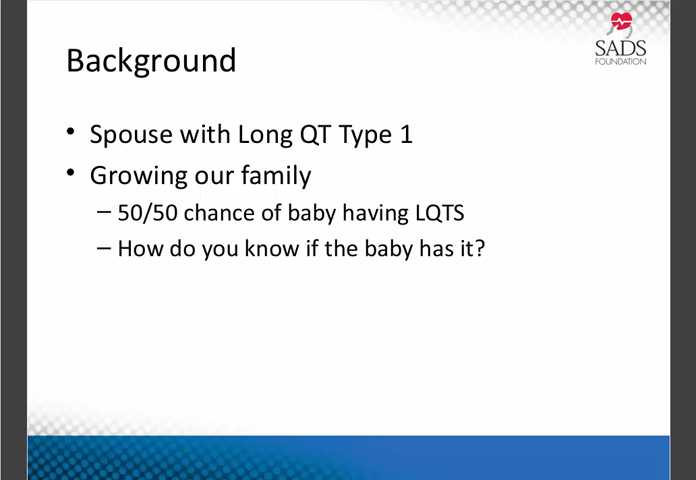 SADS
FOUNDATION
Background
• Spouse with Long QT Type 1
• Growing our family
– 50/50 chance of baby having LQTS
– How do you know if the baby has it?